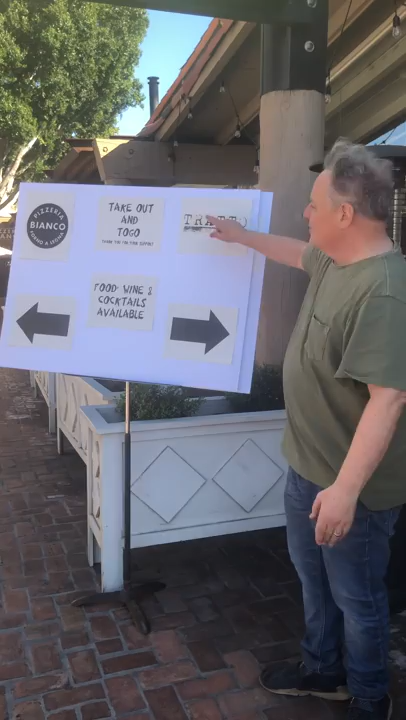 PIZZERIA
BIANCO
TAKE OUT
AND
TOGO
FOOD WINE &
COCKTAILS
AVAILABLE